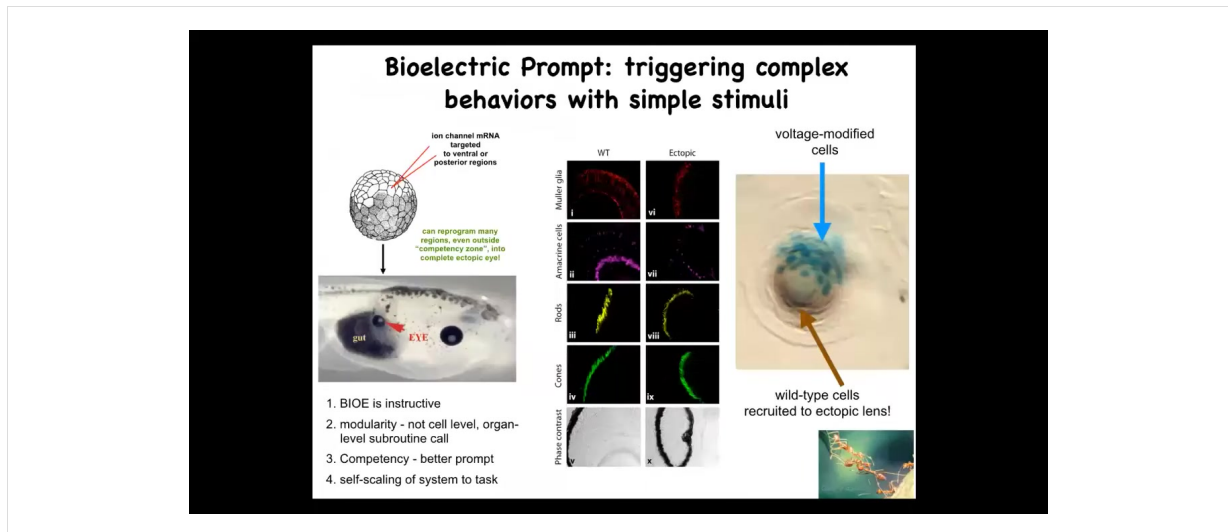 Bioelectric Prompt: triggering complex
behaviors with simple stimuli
ion channel mRNA
targeted
to ventral or
posterior regions
can reprogram many
regions, even outside
"competency zone", into
complete ectopic eye!
gut
EYE
1. BIOE is instructive
2. modularity - not cell level, organ-
level subroutine call
3. Competency - better prompt
4. self-scaling of system to task
WT
Ectopic
Muller glia
i
vi
Amacrine cells
ii
vii
Rods
iii
viii
Cones
iv
ix
Phase contrast
v
x
voltage-modified
cells
wild-type cells
recruited to ectopic lens!